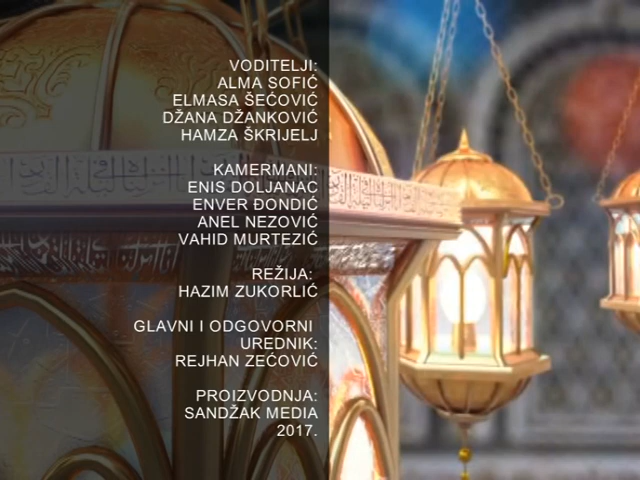 VODITELJI:
ALMA SOFIĆ
ELMASA ŠEĆOVIĆ
DŽANA DŽANKOVIĆ
HAMZA ŠKRIJELJ
KAMERMANI:
ENIS DOLJANAC
ENVER ĐONDIĆ
ANEL NEZOVIĆ
VAHID MURTEZIĆ
REŽIJA:
HAZIM ZUKORLIĆ
GLAVNI I ODGOVORNI
UREDNIK:
REJHAN ZEĆOVIĆ
PROIZVODNJA:
SANDŽAK MEDIA
2017.